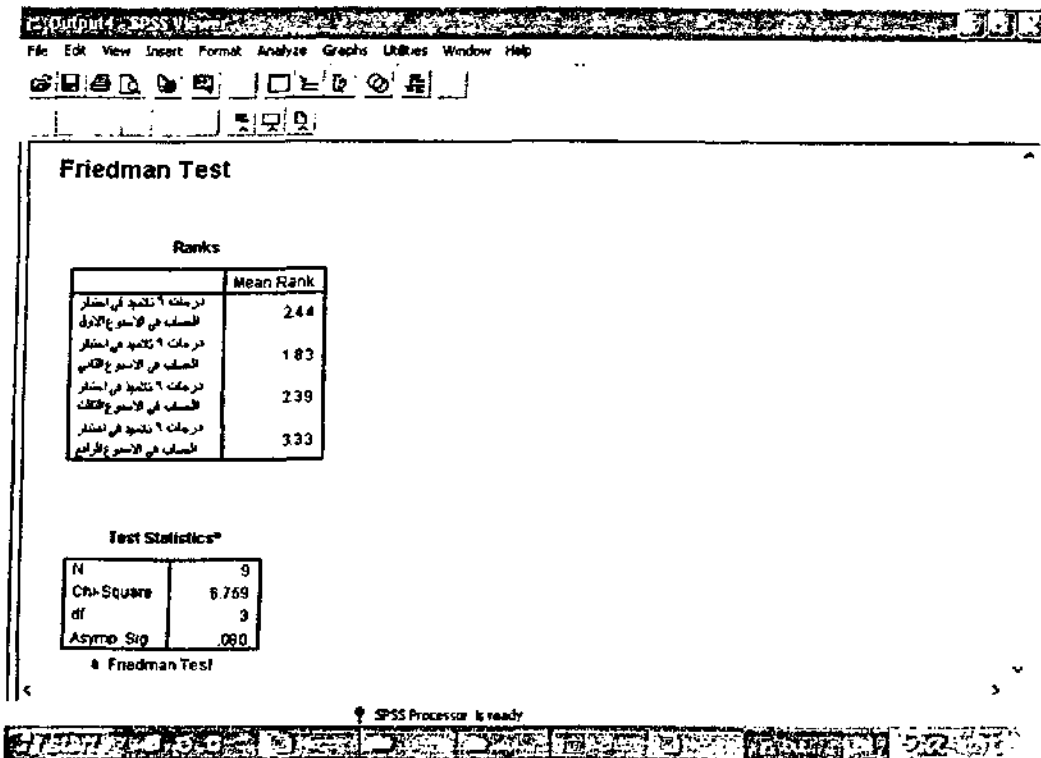 Output4 - SPSS Viewer
File Edit View Insert Format Analyze Graphs Utilities Window Help
Friedman Test
Ranks
Mean Rank
درجات ٩ تلاميذ في اختبار
الحساب في الاسبوع الاول
2.44
درجات ٩ تلاميذ في اختبار
الحساب في الاسبوع الثاني
1.83
درجات ٩ تلاميذ في اختبار
الحساب في الاسبوع الثالث
2.39
درجات ٩ تلاميذ في اختبار
الحساب في الاسبوع الرابع
3.33
Test Statistics
N 9
Chi-Square 6.759
df 3
Asymp. Sig. .080
a Friedman Test
SPSS Processor is ready
start